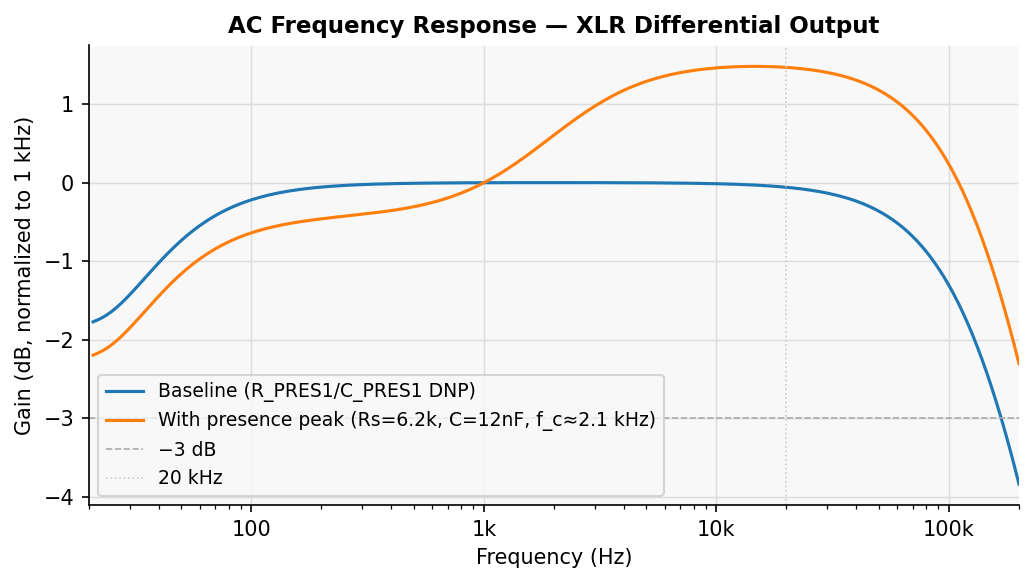 AC Frequency Response — XLR Differential Output
Gain (dB, normalized to 1 kHz)
1
0
−1
−2
−3
−4
Baseline (R_PRES1/C_PRES1 DNP)
With presence peak (Rs=6.2k, C=12nF, f_c≈2.1 kHz)
−3 dB
20 kHz
100
1k
10k
100k
Frequency (Hz)